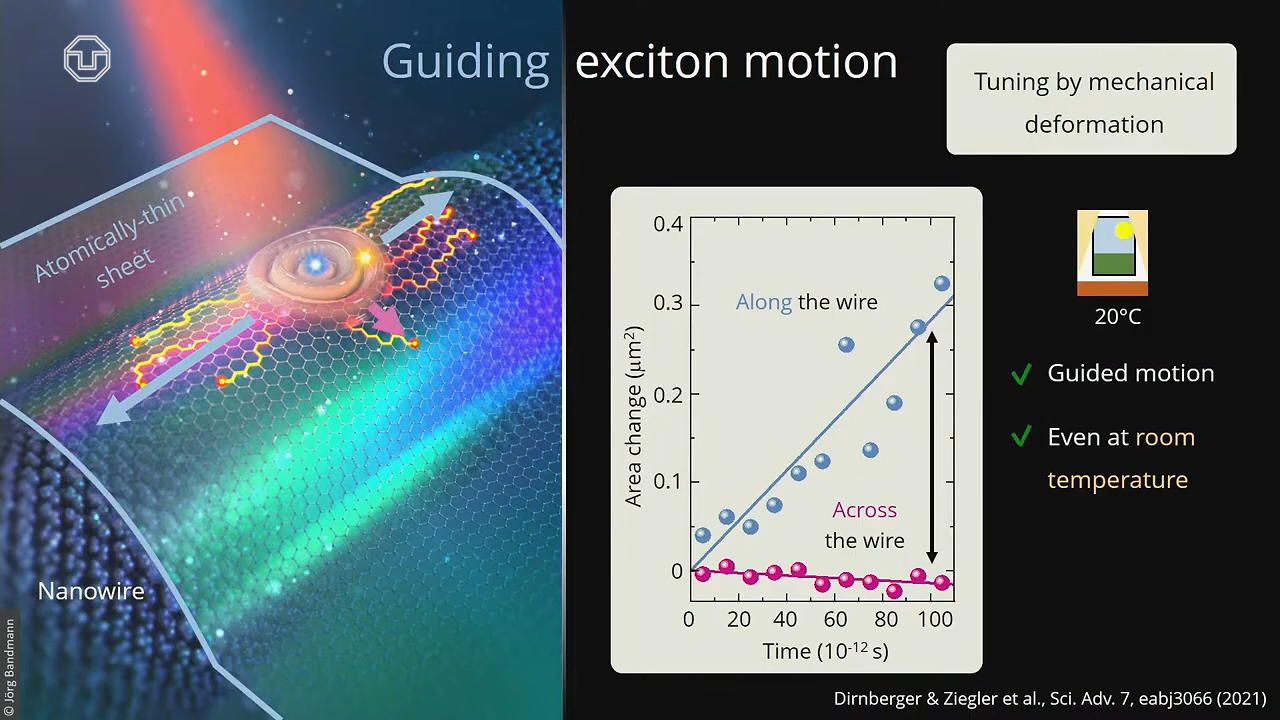 Guiding exciton motion
Tuning by mechanical
deformation
Atomically-thin
sheet
Nanowire
© Jörg Bandmann
0.4
0.3
0.2
0.1
0
Area change (μm²)
Along the wire
Across
the wire
0 20 40 60 80 100
Time (10⁻¹² s)
20°C
✓ Guided motion
✓ Even at room
temperature
Dirnberger & Ziegler et al., Sci. Adv. 7, eabj3066 (2021)